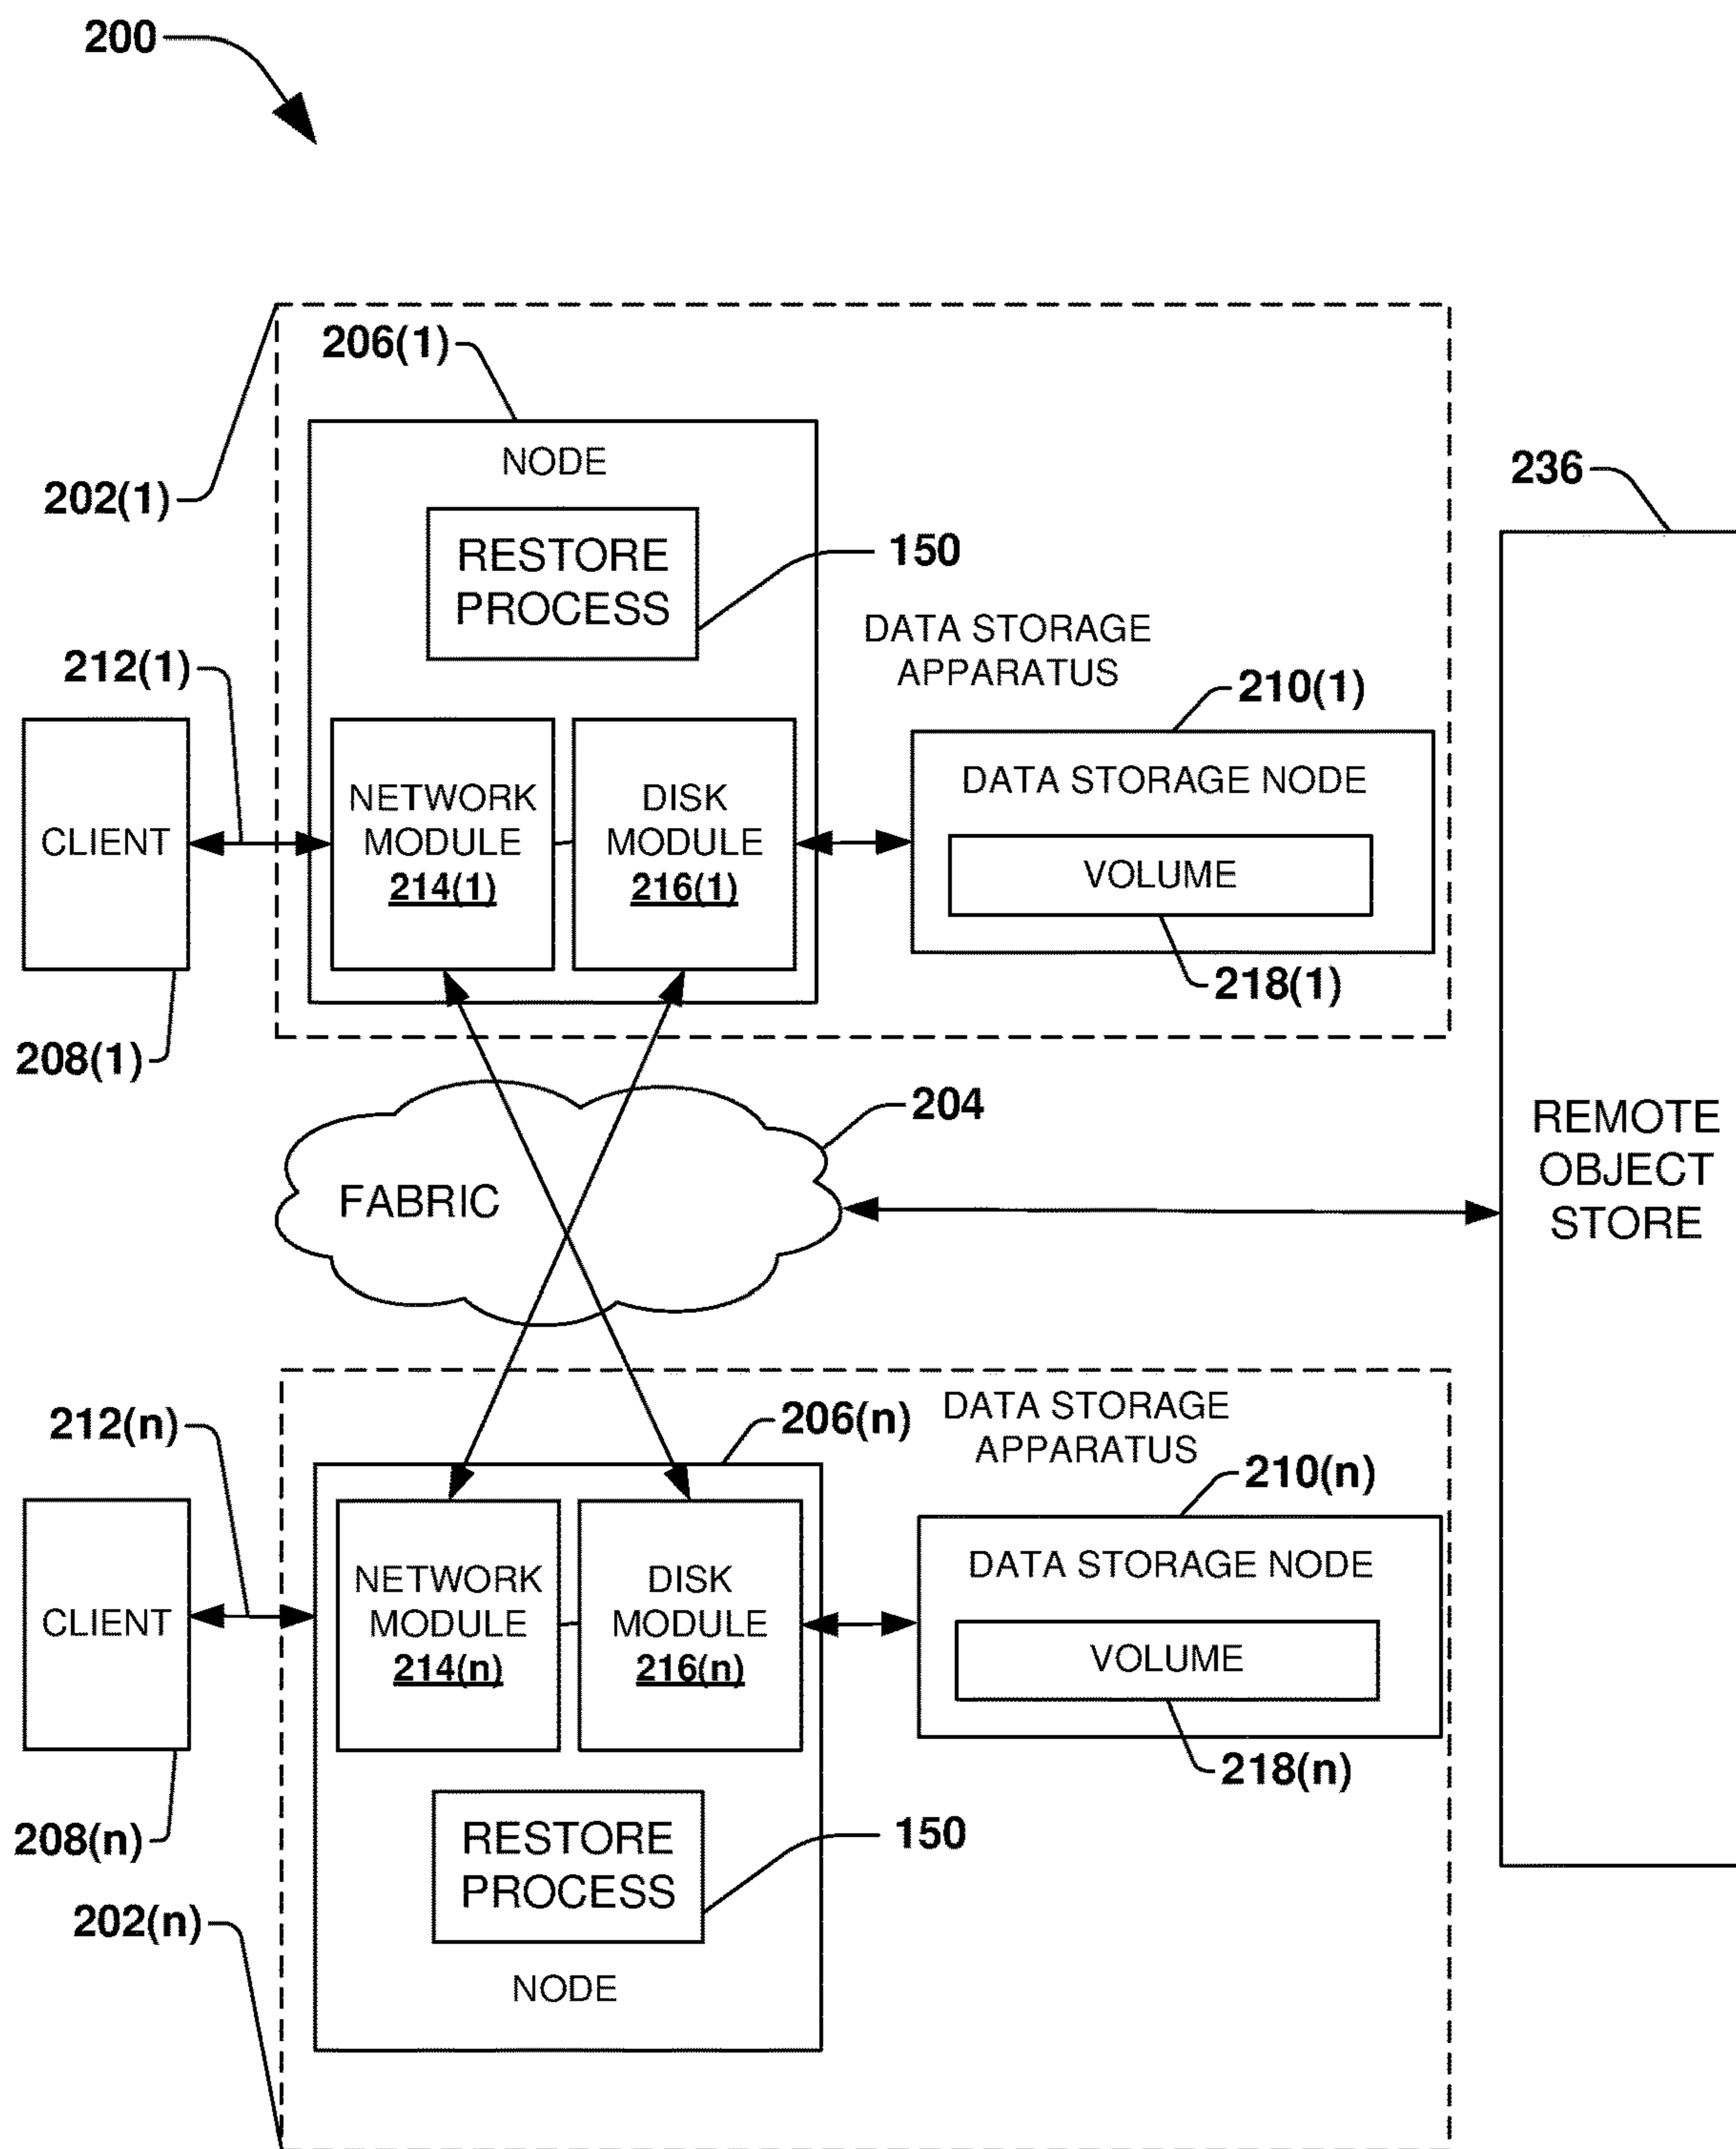 200
206(1)
NODE
202(1)
236
RESTORE
PROCESS
150
DATA STORAGE
APPARATUS
212(1)
210(1)
CLIENT
NETWORK
MODULE
214(1)
DISK
MODULE
216(1)
DATA STORAGE NODE
VOLUME
218(1)
208(1)
204
FABRIC
REMOTE
OBJECT
STORE
212(n)
206(n)
DATA STORAGE
APPARATUS
210(n)
CLIENT
NETWORK
MODULE
214(n)
DISK
MODULE
216(n)
DATA STORAGE NODE
VOLUME
218(n)
208(n)
RESTORE
PROCESS
150
202(n)
NODE